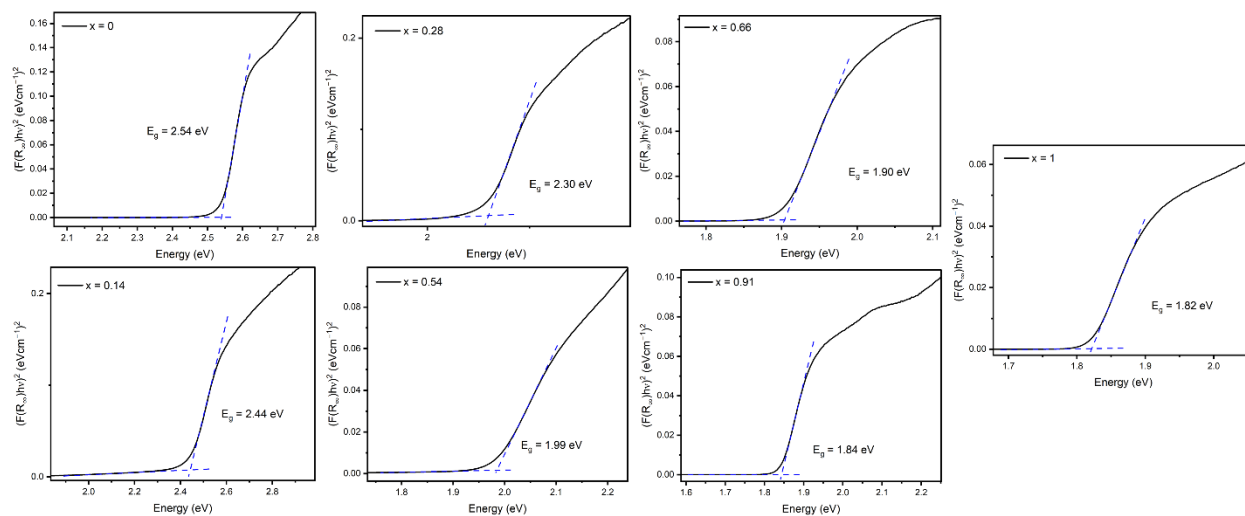 x = 0
(F(R∞)hν)² (eVcm⁻¹)²
0.16
0.14
0.12
0.10
0.08
0.06
0.04
0.02
0.00
E_g = 2.54 eV
2.1 2.2 2.3 2.4 2.5 2.6 2.7 2.8
Energy (eV)
x = 0.28
(F(R∞)hν)² (eVcm⁻¹)²
0.2
0.0
E_g = 2.30 eV
2
Energy (eV)
x = 0.66
(F(R∞)hν)² (eVcm⁻¹)²
0.08
0.06
0.04
0.02
0.00
E_g = 1.90 eV
1.8 1.9 2.0 2.1
Energy (eV)
x = 1
(F(R∞)hν)² (eVcm⁻¹)²
0.06
0.04
0.02
0.00
E_g = 1.82 eV
1.7 1.8 1.9 2.0
Energy (eV)
x = 0.14
(F(R∞)hν)² (eVcm⁻¹)²
0.2
0.0
E_g = 2.44 eV
2.0 2.2 2.4 2.6 2.8
Energy (eV)
x = 0.54
(F(R∞)hν)² (eVcm⁻¹)²
0.08
0.06
0.04
0.02
0.00
E_g = 1.99 eV
1.8 1.9 2.0 2.1 2.2
Energy (eV)
x = 0.91
(F(R∞)hν)² (eVcm⁻¹)²
0.10
0.08
0.06
0.04
0.02
0.00
E_g = 1.84 eV
1.6 1.7 1.8 1.9 2.0 2.1 2.2
Energy (eV)